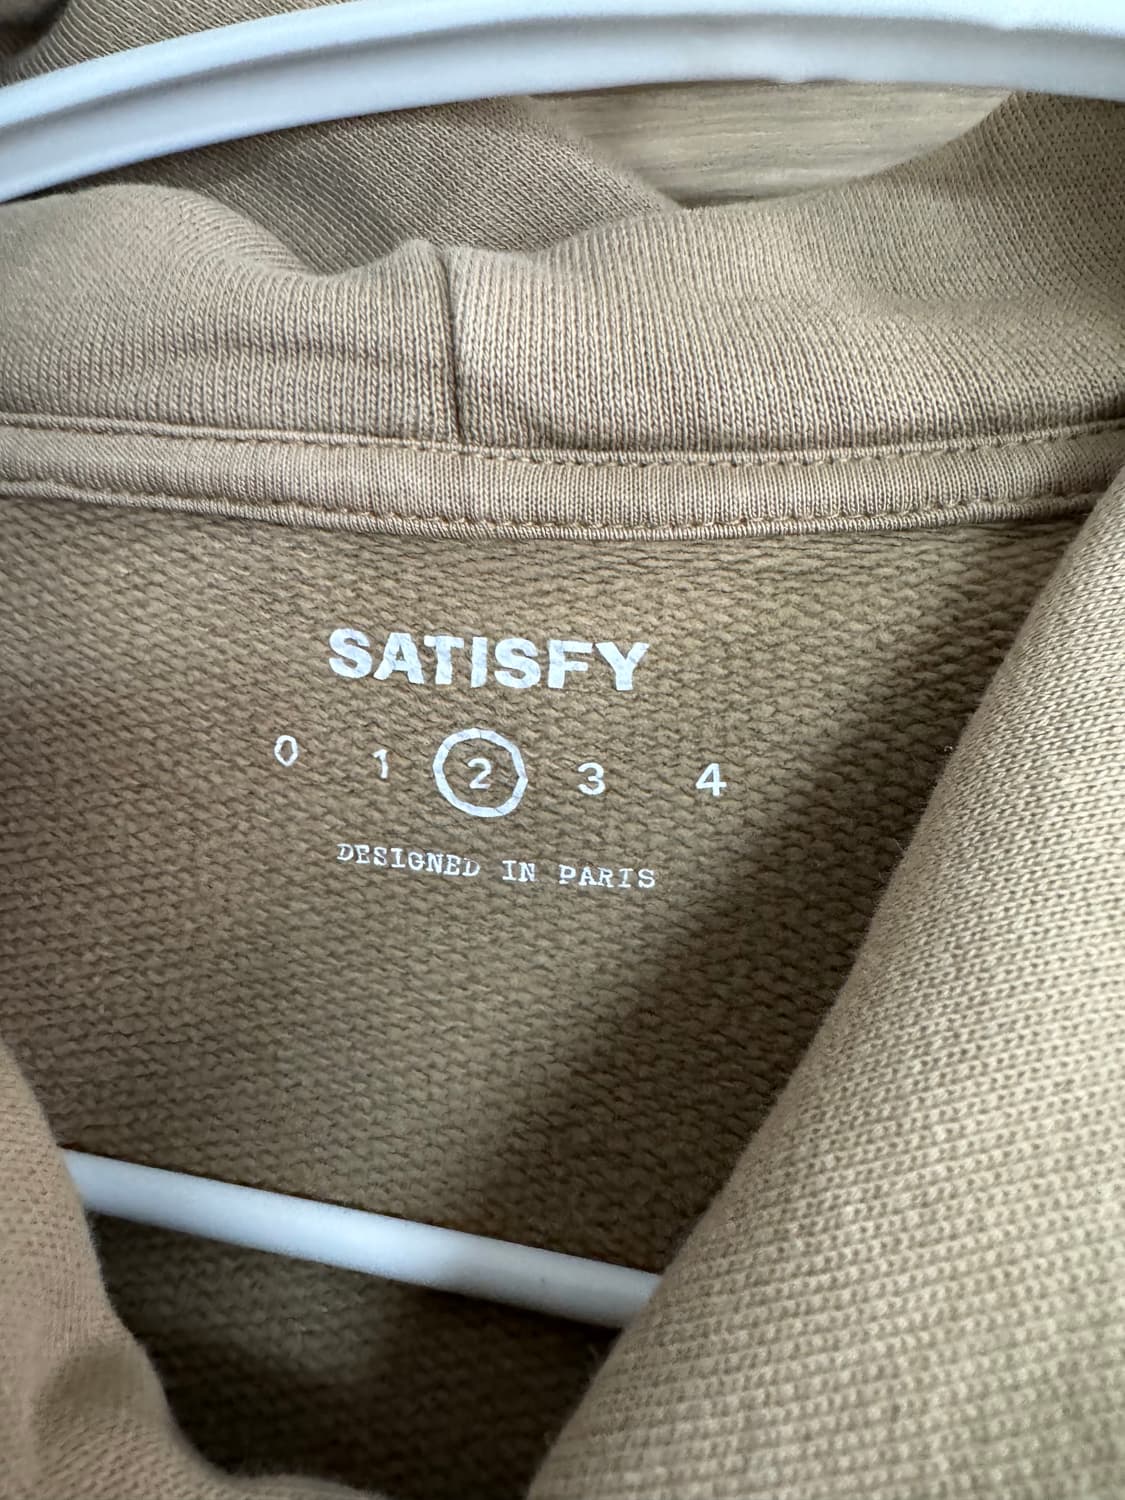 SATISFY
0 1 2 3 4
DESIGNED IN PARIS